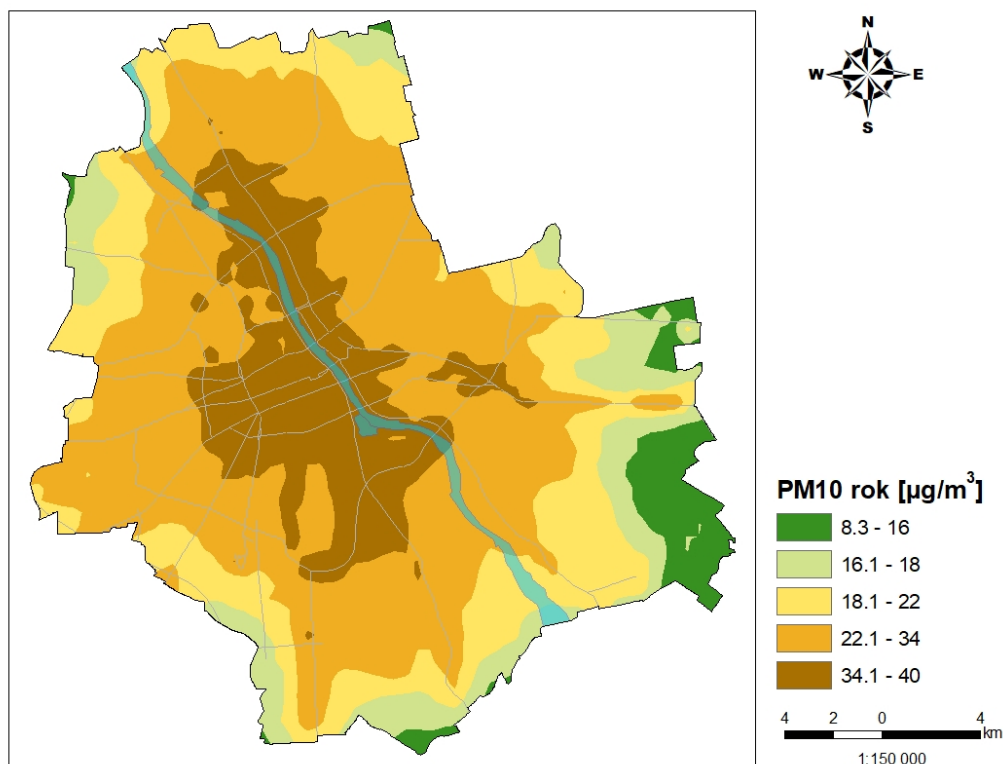 N
W E
S
PM10 rok [µg/m³]
8.3 - 16
16.1 - 18
18.1 - 22
22.1 - 34
34.1 - 40
4 2 0 4
km
1:150 000